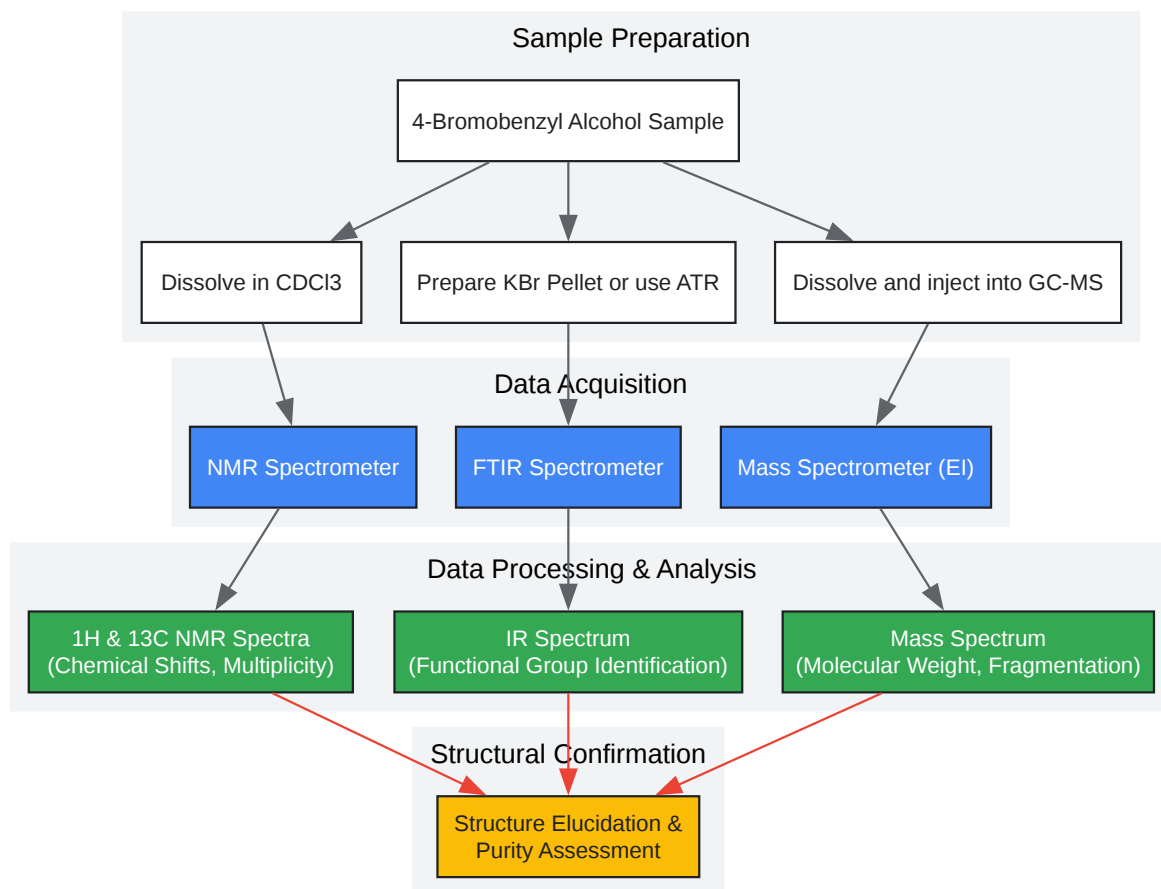 Sample Preparation
4-Bromobenzyl Alcohol Sample
Dissolve in CDCl3
Prepare KBr Pellet or use ATR
Dissolve and inject into GC-MS
Data Acquisition
NMR Spectrometer
FTIR Spectrometer
Mass Spectrometer (EI)
Data Processing & Analysis
1H & 13C NMR Spectra
(Chemical Shifts, Multiplicity)
IR Spectrum
(Functional Group Identification)
Mass Spectrum
(Molecular Weight, Fragmentation)
Structural Confirmation
Structure Elucidation &
Purity Assessment